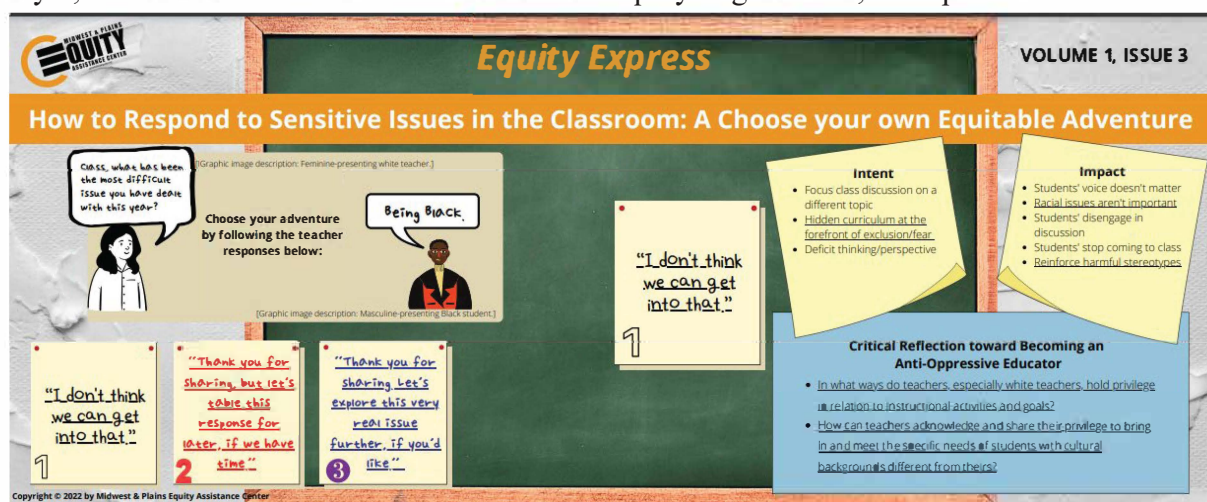 MIDWEST & PLAINS
EQUITY
ASSISTANCE CENTER
Equity Express
VOLUME 1, ISSUE 3
How to Respond to Sensitive Issues in the Classroom: A Choose your own Equitable Adventure
[Graphic image description: Feminine-presenting white teacher.]
Class, what has been
the most difficult
issue you have dealt
with this year?
Choose your adventure
by following the teacher
responses below:
Being Black.
[Graphic image description: Masculine-presenting Black student.]
"I don't think
we can get
into that."
1
"Thank you for
sharing, but let's
table this
response for
later, if we have
time"
2
"Thank you for
sharing Let's
explore this very
real issue
further, if you'd
like"
3
"I don't think
we can get
into that."
1
Intent
• Focus class discussion on a
different topic
• Hidden curriculum at the
forefront of exclusion/fear
• Deficit thinking/perspective
Impact
• Students' voice doesn't matter
• Racial issues aren't important
• Students' disengage in
discussion
• Students' stop coming to class
• Reinforce harmful stereotypes
Critical Reflection toward Becoming an
Anti-Oppressive Educator
• In what ways do teachers, especially white teachers, hold privilege
in relation to instructional activities and goals?
• How can teachers acknowledge and share their privilege to bring
in and meet the specific needs of students with cultural
backgrounds different from theirs?
Copyright © 2022 by Midwest & Plains Equity Assistance Center